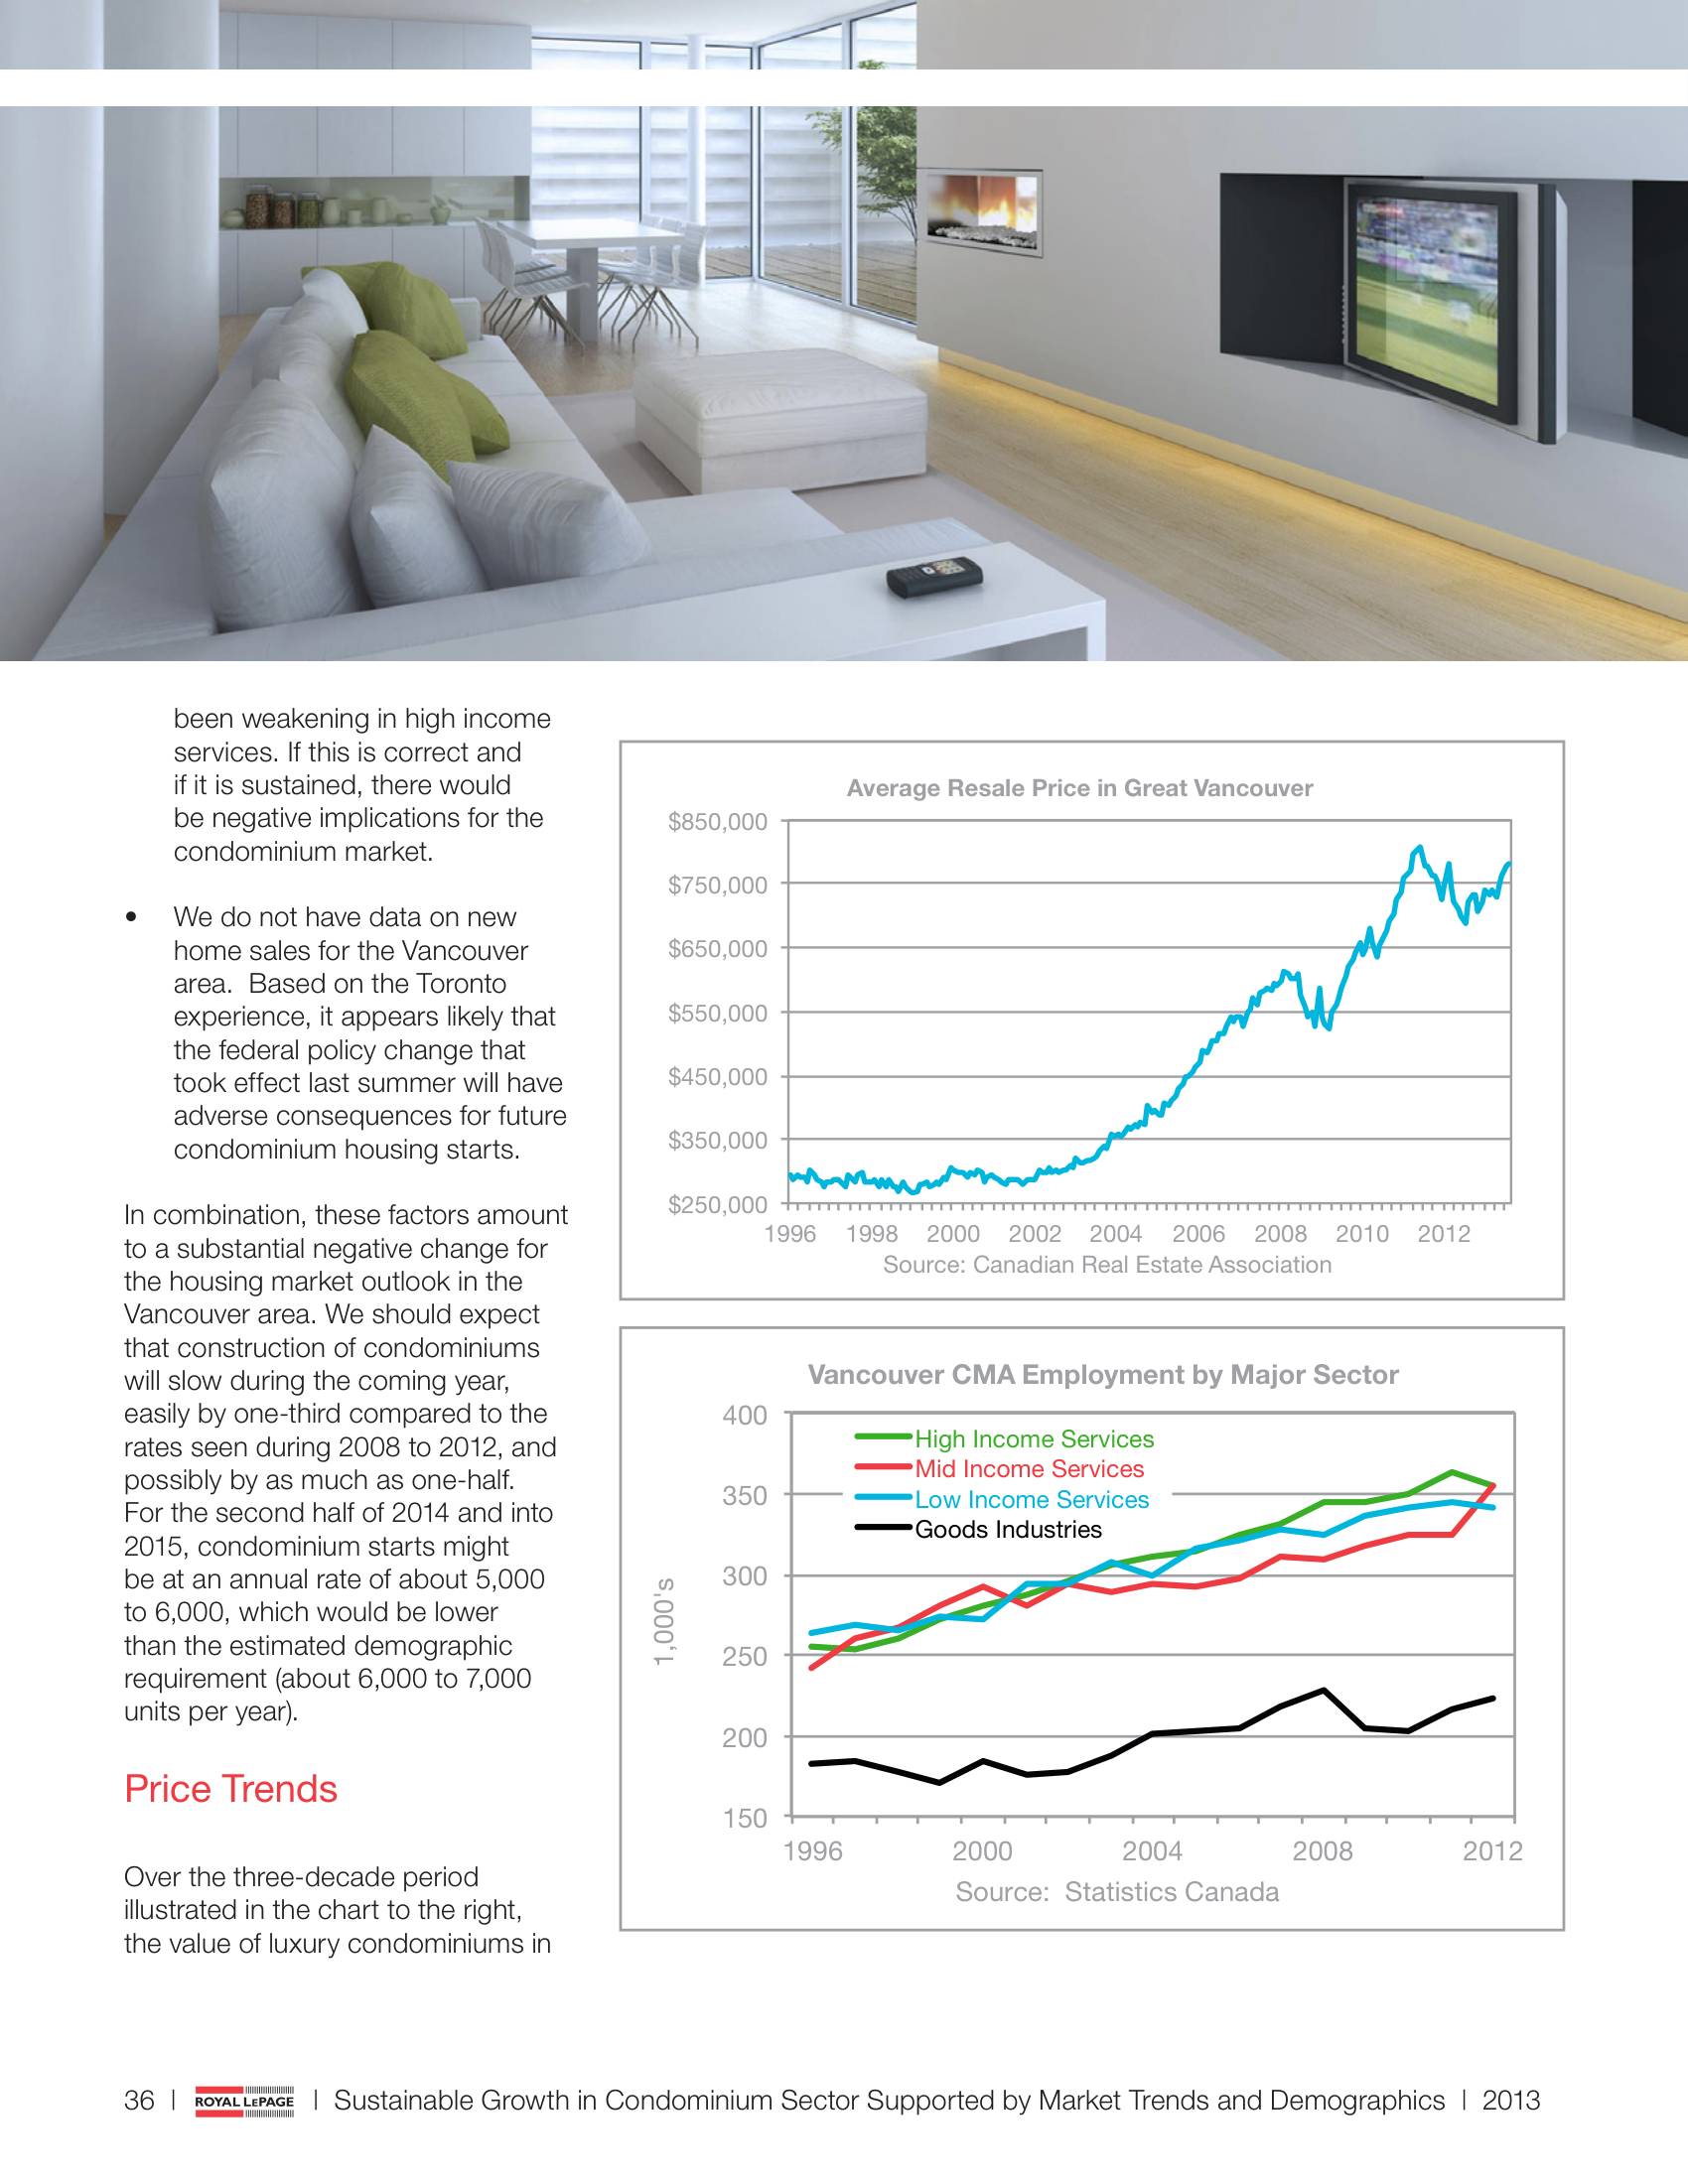 been weakening in high income
services. If this is correct and
if it is sustained, there would
be negative implications for the
condominium market.
• We do not have data on new
home sales for the Vancouver
area.  Based on the Toronto
experience, it appears likely that
the federal policy change that
took effect last summer will have
adverse consequences for future
condominium housing starts.
In combination, these factors amount
to a substantial negative change for
the housing market outlook in the
Vancouver area. We should expect
that construction of condominiums
will slow during the coming year,
easily by one-third compared to the
rates seen during 2008 to 2012, and
possibly by as much as one-half.
For the second half of 2014 and into
2015, condominium starts might
be at an annual rate of about 5,000
to 6,000, which would be lower
than the estimated demographic
requirement (about 6,000 to 7,000
units per year).
Price Trends
Over the three-decade period
illustrated in the chart to the right,
the value of luxury condominiums in
Average Resale Price in Great Vancouver
$850,000
$750,000
$650,000
$550,000
$450,000
$350,000
$250,000
1996 1998 2000 2002 2004 2006 2008 2010 2012
Source: Canadian Real Estate Association
Vancouver CMA Employment by Major Sector
400
350
300
250
200
150
1,000's
High Income Services
Mid Income Services
Low Income Services
Goods Industries
1996 2000 2004 2008 2012
Source:  Statistics Canada
36 | ROYAL LEPAGE | Sustainable Growth in Condominium Sector Supported by Market Trends and Demographics | 2013